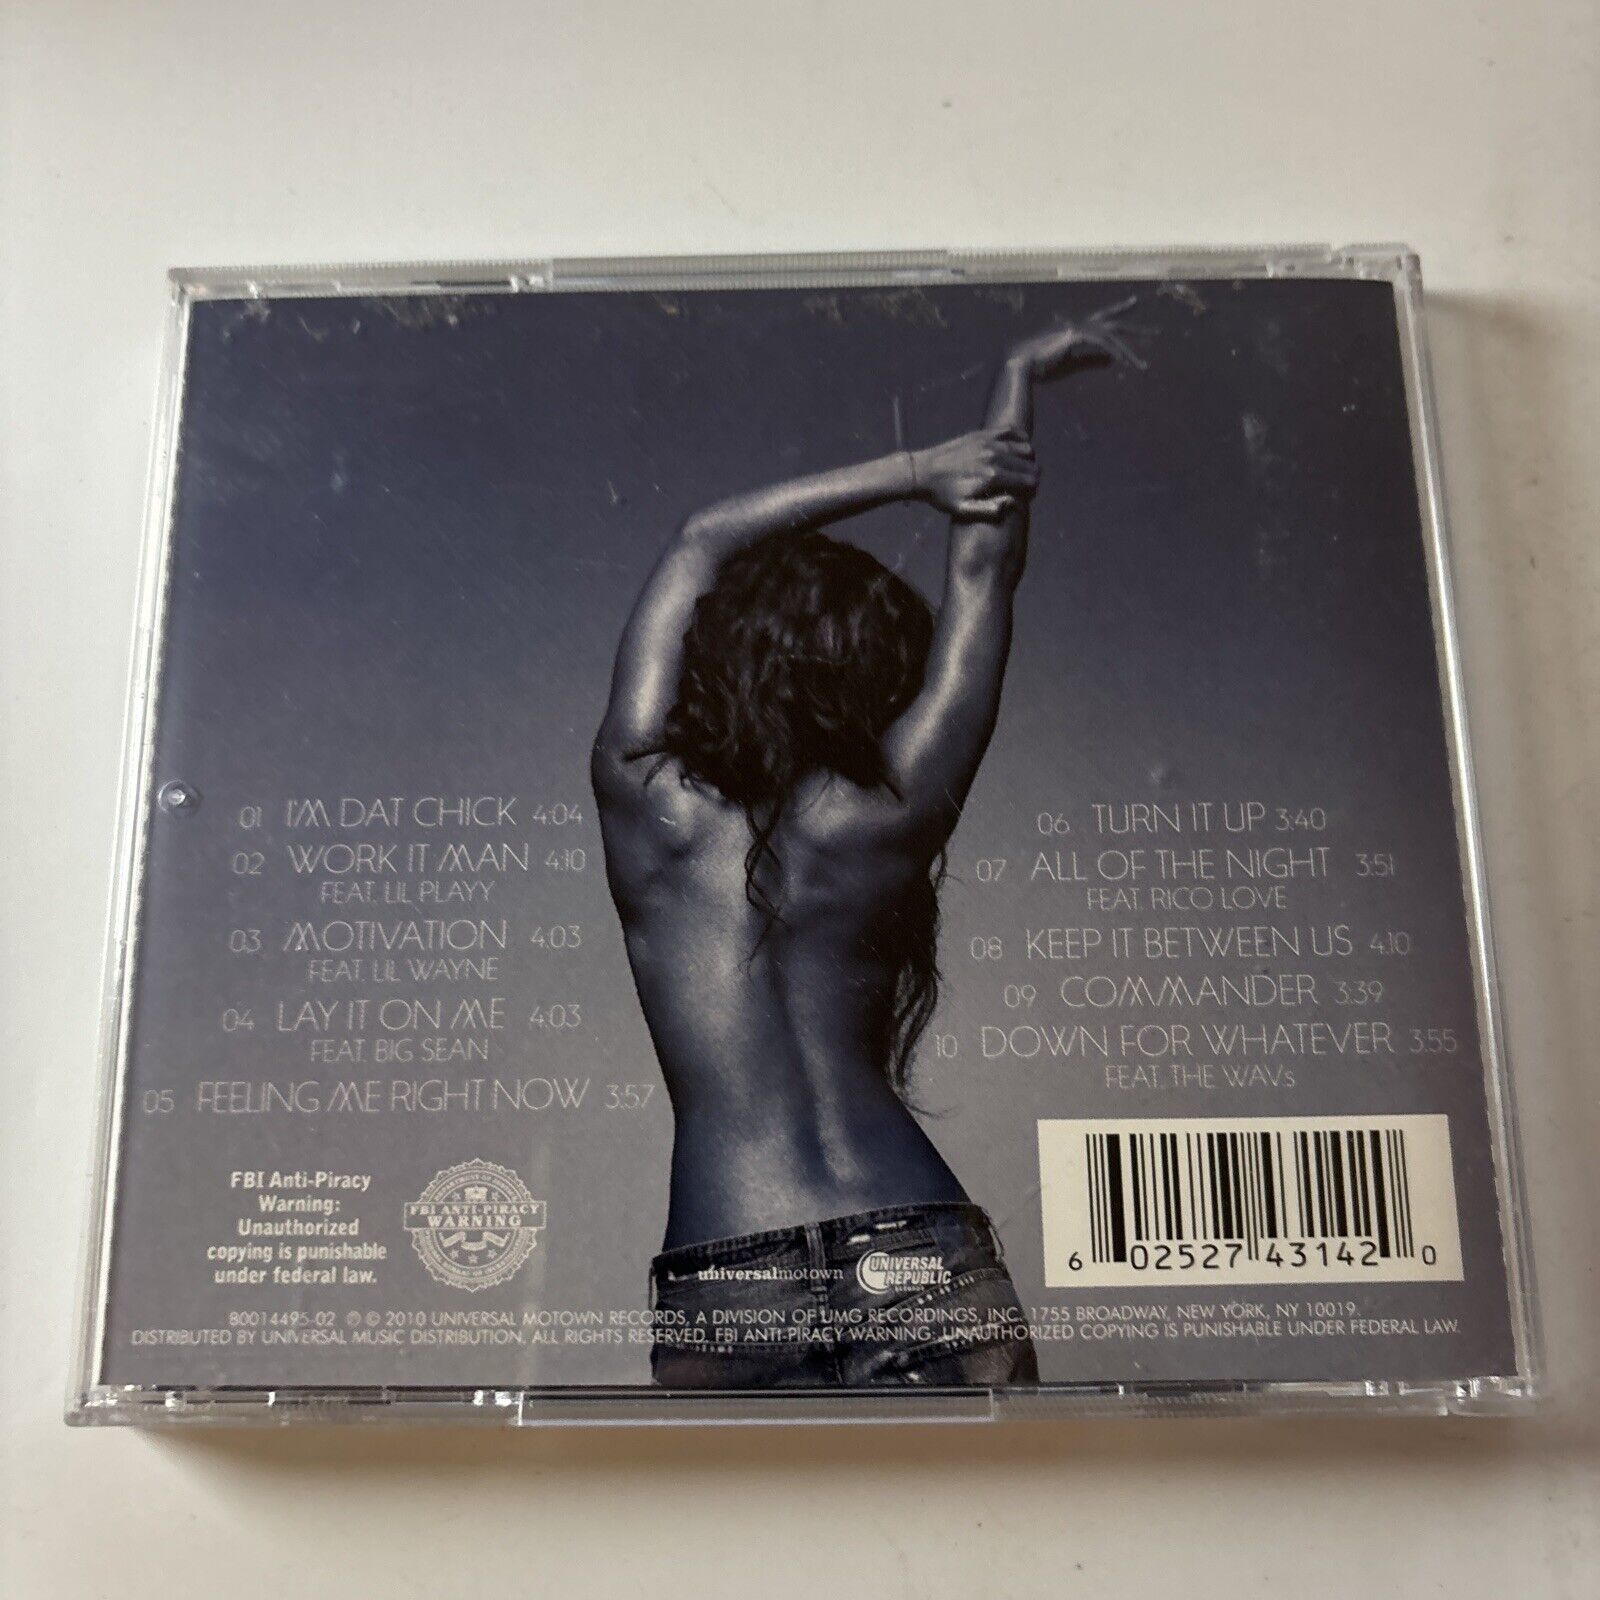 01 I'M DAT CHICK 4:04
02 WORK IT MAN 4:10
FEAT. LIL PLAYY
03 MOTIVATION 4:03
FEAT. LIL WAYNE
04 LAY IT ON ME 4:03
FEAT. BIG SEAN
05 FEELING ME RIGHT NOW 3:57
06 TURN IT UP 3:40
07 ALL OF THE NIGHT 3:51
FEAT. RICO LOVE
08 KEEP IT BETWEEN US 4:10
09 COMMANDER 3:39
10 DOWN FOR WHATEVER 3:55
FEAT. THE WAVs
FBI Anti-Piracy
Warning:
Unauthorized
copying is punishable
under federal law.
FBI ANTI-PIRACY
WARNING
universalmotown
UNIVERSAL
REPUBLIC
RECORDS
6 02527 43142 0
B0014495-02 ℗ © 2010 UNIVERSAL MOTOWN RECORDS, A DIVISION OF UMG RECORDINGS, INC. 1755 BROADWAY, NEW YORK, NY 10019.
DISTRIBUTED BY UNIVERSAL MUSIC DISTRIBUTION. ALL RIGHTS RESERVED. FBI ANTI-PIRACY WARNING: UNAUTHORIZED COPYING IS PUNISHABLE UNDER FEDERAL LAW.